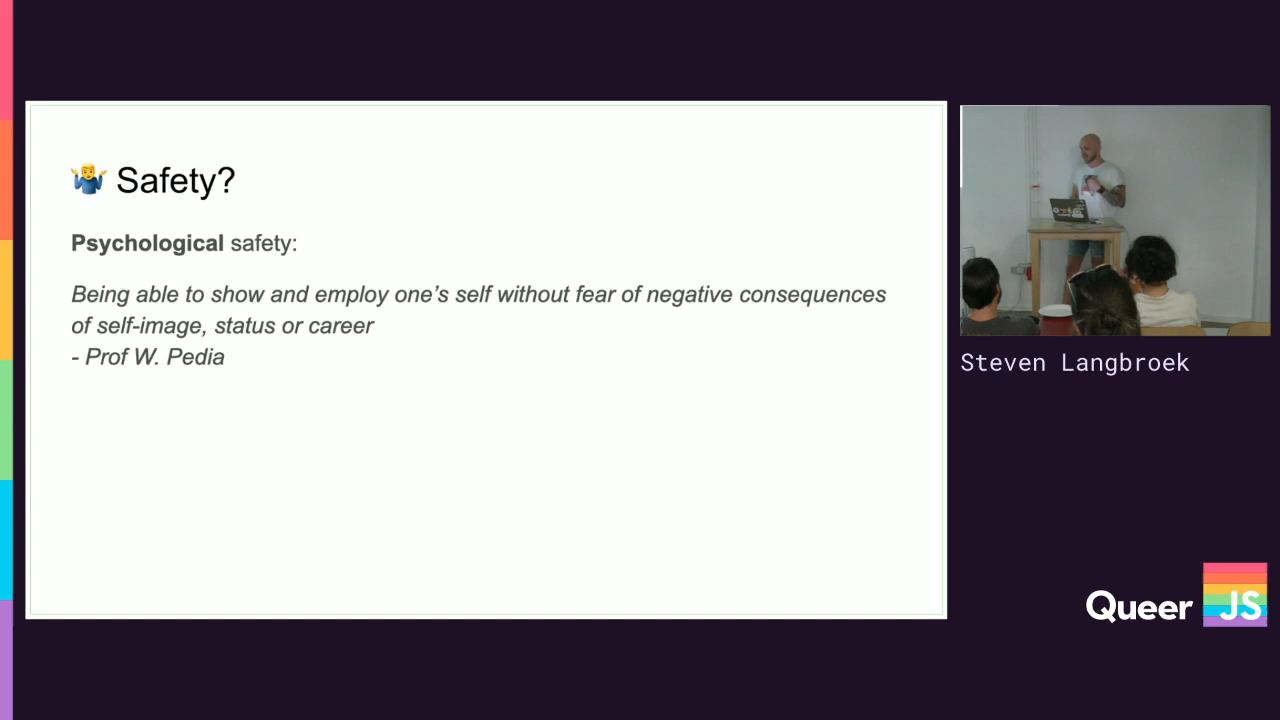 🤷‍♂️ Safety?
Psychological safety:
Being able to show and employ one’s self without fear of negative consequences
of self-image, status or career
- Prof W. Pedia
Steven Langbroek
Queer JS